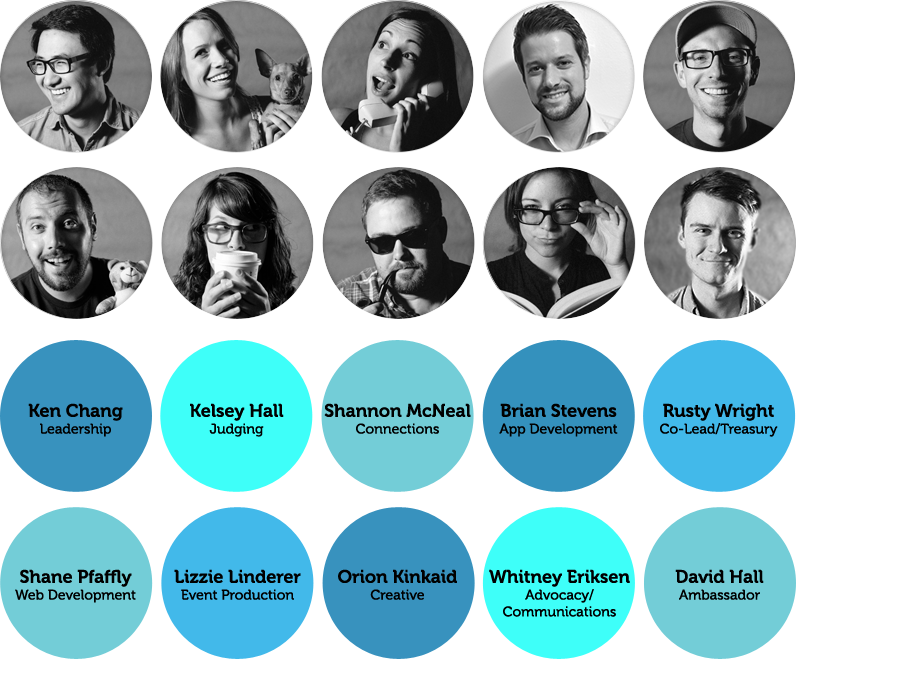 Ken Chang
Leadership
Kelsey Hall
Judging
Shannon McNeal
Connections
Brian Stevens
App Development
Rusty Wright
Co-Lead/Treasury
Shane Pfaffly
Web Development
Lizzie Linderer
Event Production
Orion Kinkaid
Creative
Whitney Eriksen
Advocacy/
Communications
David Hall
Ambassador